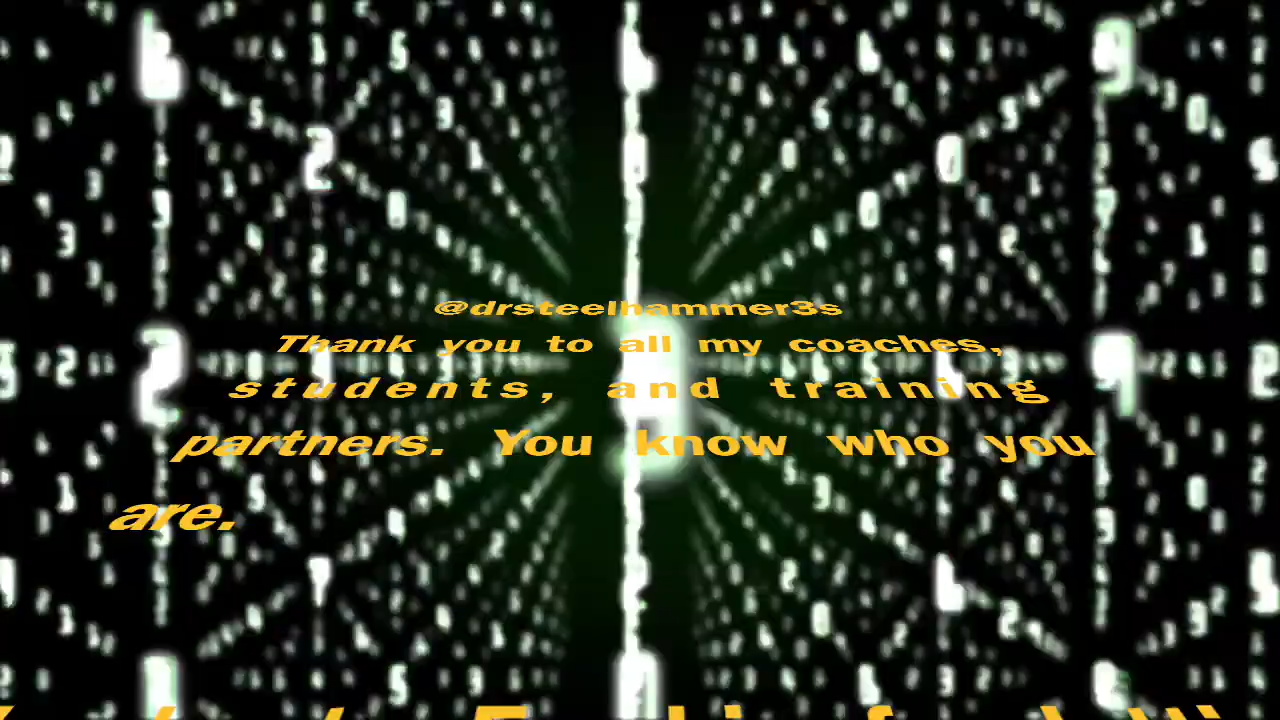 @drsteelhammer3s
Thank you to all my coaches,
students, and training
partners. You know who you
are.